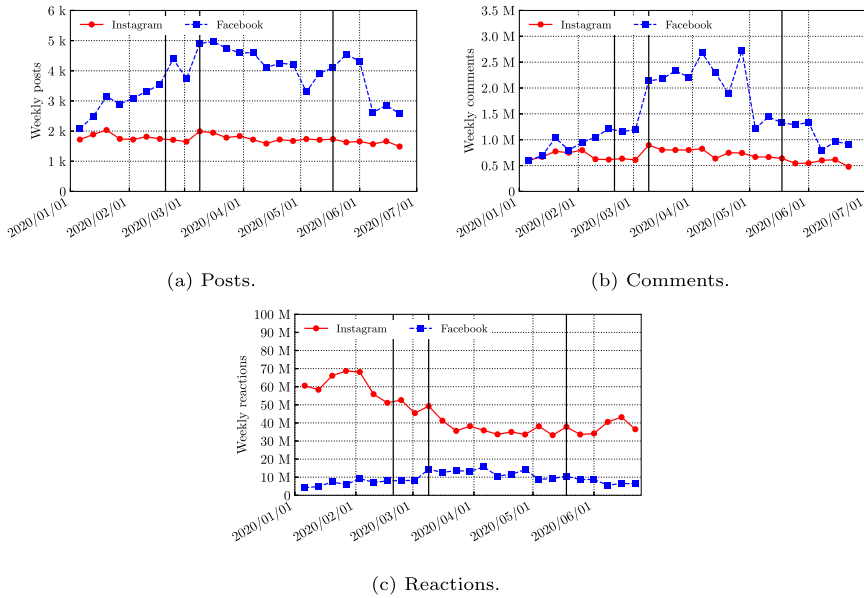 Instagram
Facebook
Weekly posts
6 k
5 k
4 k
3 k
2 k
1 k
0
2020/01/01
2020/02/01
2020/03/01
2020/04/01
2020/05/01
2020/06/01
2020/07/01
(a) Posts.
Instagram
Facebook
Weekly comments
3.5 M
3.0 M
2.5 M
2.0 M
1.5 M
1.0 M
0.5 M
0
2020/01/01
2020/02/01
2020/03/01
2020/04/01
2020/05/01
2020/06/01
2020/07/01
(b) Comments.
Instagram
Facebook
Weekly reactions
100 M
90 M
80 M
70 M
60 M
50 M
40 M
30 M
20 M
10 M
0
2020/01/01
2020/02/01
2020/03/01
2020/04/01
2020/05/01
2020/06/01
(c) Reactions.